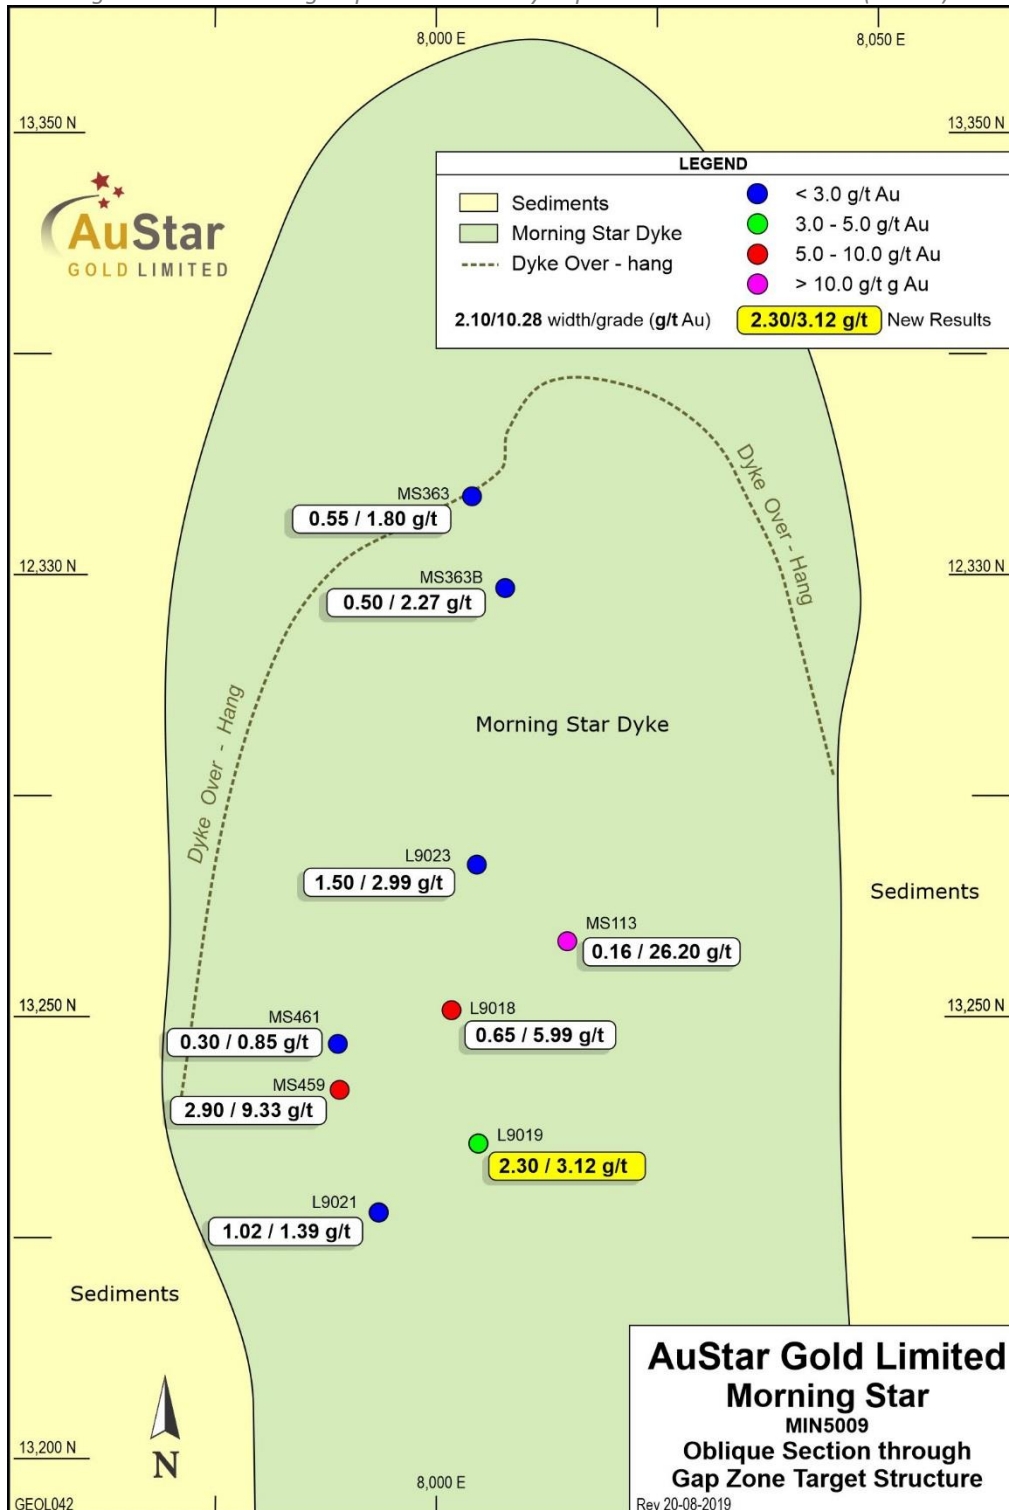 8,000 E
8,050 E
13,350 N
13,350 N
AuStar
GOLD LIMITED
LEGEND
Sediments
Morning Star Dyke
Dyke Over - hang
< 3.0 g/t Au
3.0 - 5.0 g/t Au
5.0 - 10.0 g/t Au
> 10.0 g/t g Au
2.10/10.28 width/grade (g/t Au)
2.30/3.12 g/t New Results
MS363
0.55 / 1.80 g/t
Dyke Over - Hang
12,330 N
12,330 N
MS363B
0.50 / 2.27 g/t
Dyke Over - Hang
Morning Star Dyke
L9023
1.50 / 2.99 g/t
Sediments
MS113
0.16 / 26.20 g/t
13,250 N
13,250 N
MS461
0.30 / 0.85 g/t
L9018
0.65 / 5.99 g/t
MS459
2.90 / 9.33 g/t
L9019
2.30 / 3.12 g/t
L9021
1.02 / 1.39 g/t
Sediments
N
13,200 N
8,000 E
GEOL042
AuStar Gold Limited
Morning Star
MIN5009
Oblique Section through
Gap Zone Target Structure
Rev 20-08-2019